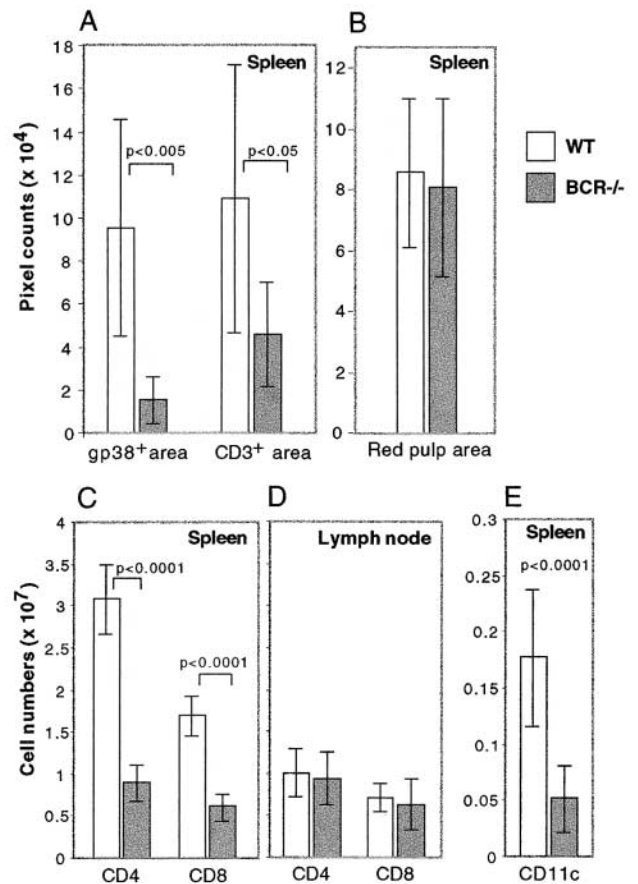 A
B
Spleen
Spleen
18
16
14
12
10
8
6
4
2
0
12
10
8
6
4
2
0
Pixel counts (x 10⁴)
p<0.005
p<0.05
gp38⁺area
CD3⁺ area
Red pulp area
WT
BCR-/-
C
D
E
Spleen
Lymph node
Spleen
4
3.5
3
2.5
2
1.5
1
0.5
0
Cell numbers (x 10⁷)
p<0.0001
p<0.0001
CD4
CD8
CD4
CD8
0.3
0.25
0.2
0.15
0.1
0.05
0
p<0.0001
CD11c